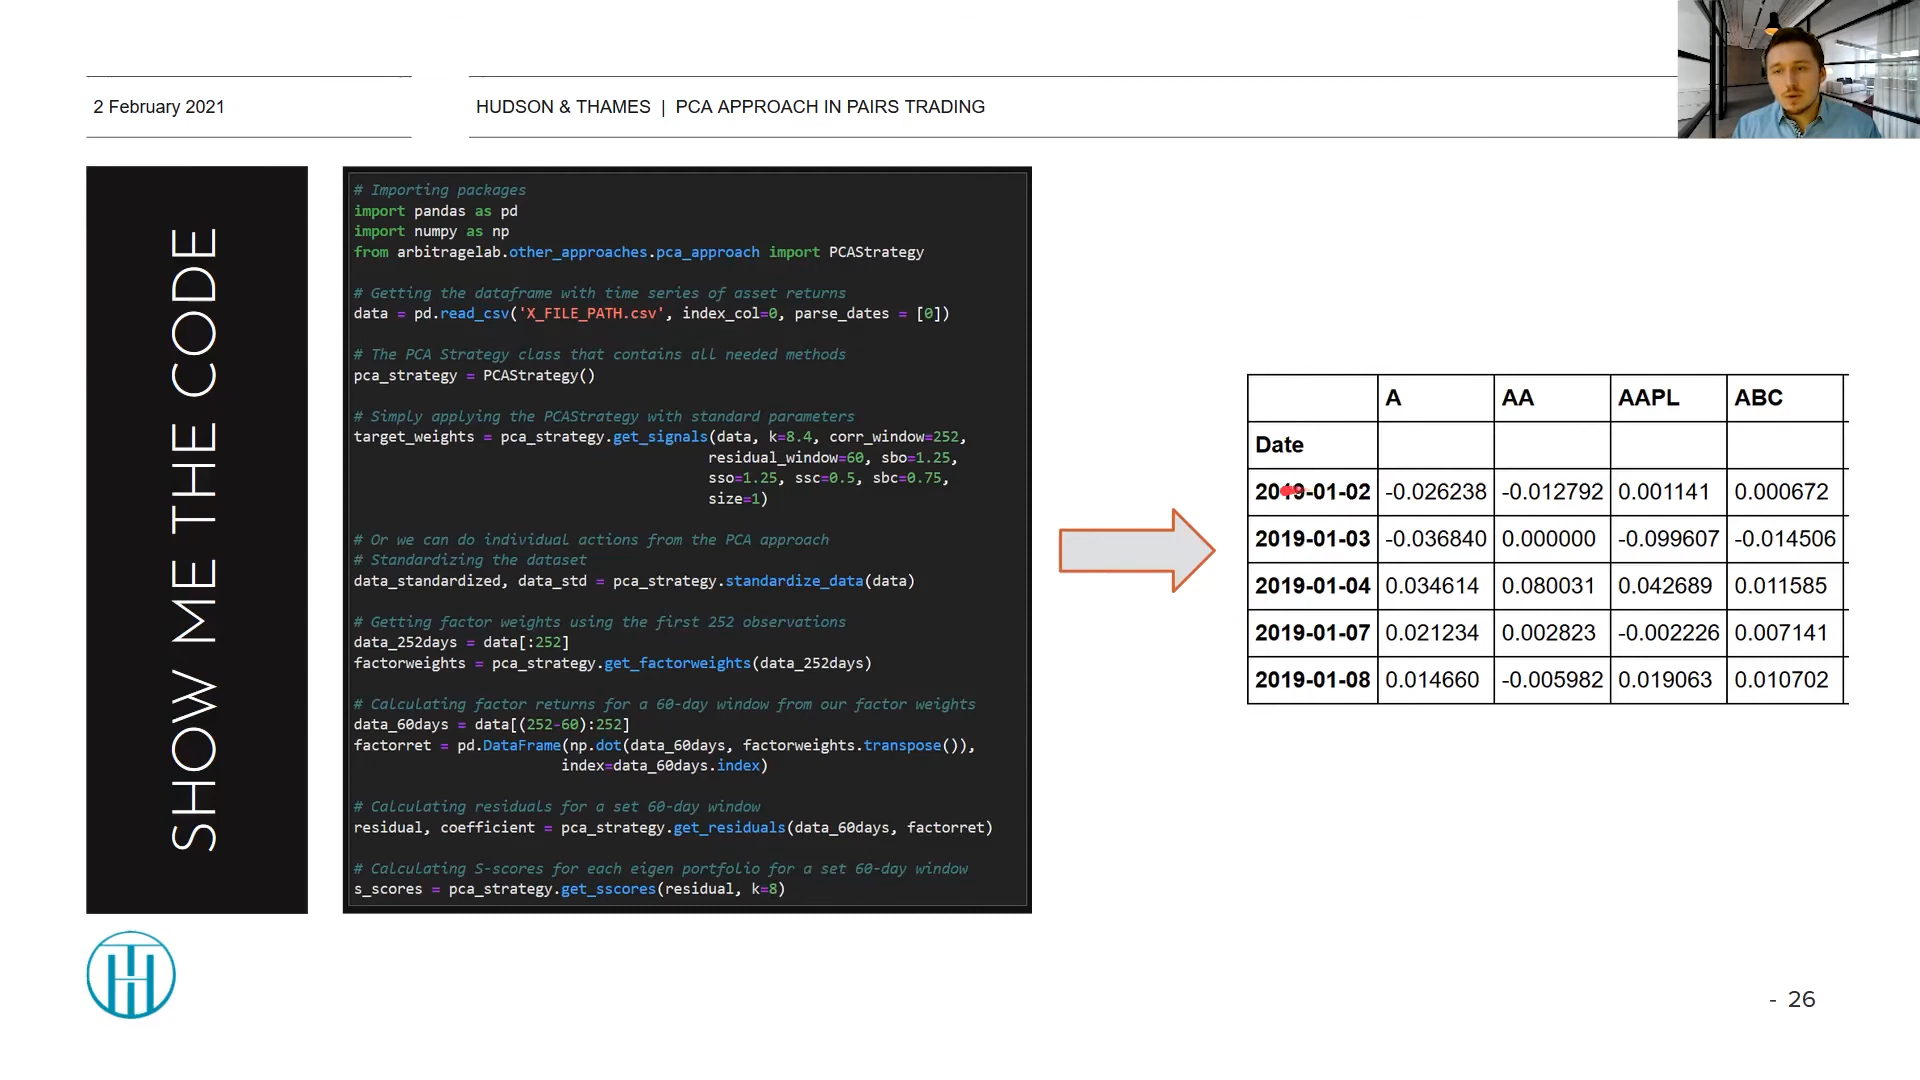 2 February 2021
HUDSON & THAMES | PCA APPROACH IN PAIRS TRADING
SHOW ME THE CODE
# Importing packages
import pandas as pd
import numpy as np
from arbitragelab.other_approaches.pca_approach import PCAStrategy
# Getting the dataframe with time series of asset returns
data = pd.read_csv('X_FILE_PATH.csv', index_col=0, parse_dates = [0])
# The PCA Strategy class that contains all needed methods
pca_strategy = PCAStrategy()
# Simply applying the PCAStrategy with standard parameters
target_weights = pca_strategy.get_signals(data, k=8.4, corr_window=252,
residual_window=60, sbo=1.25,
sso=1.25, ssc=0.5, sbc=0.75,
size=1)
# Or we can do individual actions from the PCA approach
# Standardizing the dataset
data_standardized, data_std = pca_strategy.standardize_data(data)
# Getting factor weights using the first 252 observations
data_252days = data[:252]
factorweights = pca_strategy.get_factorweights(data_252days)
# Calculating factor returns for a 60-day window from our factor weights
data_60days = data[(252-60):252]
factorret = pd.DataFrame(np.dot(data_60days, factorweights.transpose()),
index=data_60days.index)
# Calculating residuals for a set 60-day window
residual, coefficient = pca_strategy.get_residuals(data_60days, factorret)
# Calculating S-scores for each eigen portfolio for a set 60-day window
s_scores = pca_strategy.get_sscores(residual, k=8)
A AA AAPL ABC
Date
2019-01-02 -0.026238 -0.012792 0.001141 0.000672
2019-01-03 -0.036840 0.000000 -0.099607 -0.014506
2019-01-04 0.034614 0.080031 0.042689 0.011585
2019-01-07 0.021234 0.002823 -0.002226 0.007141
2019-01-08 0.014660 -0.005982 0.019063 0.010702
- 26